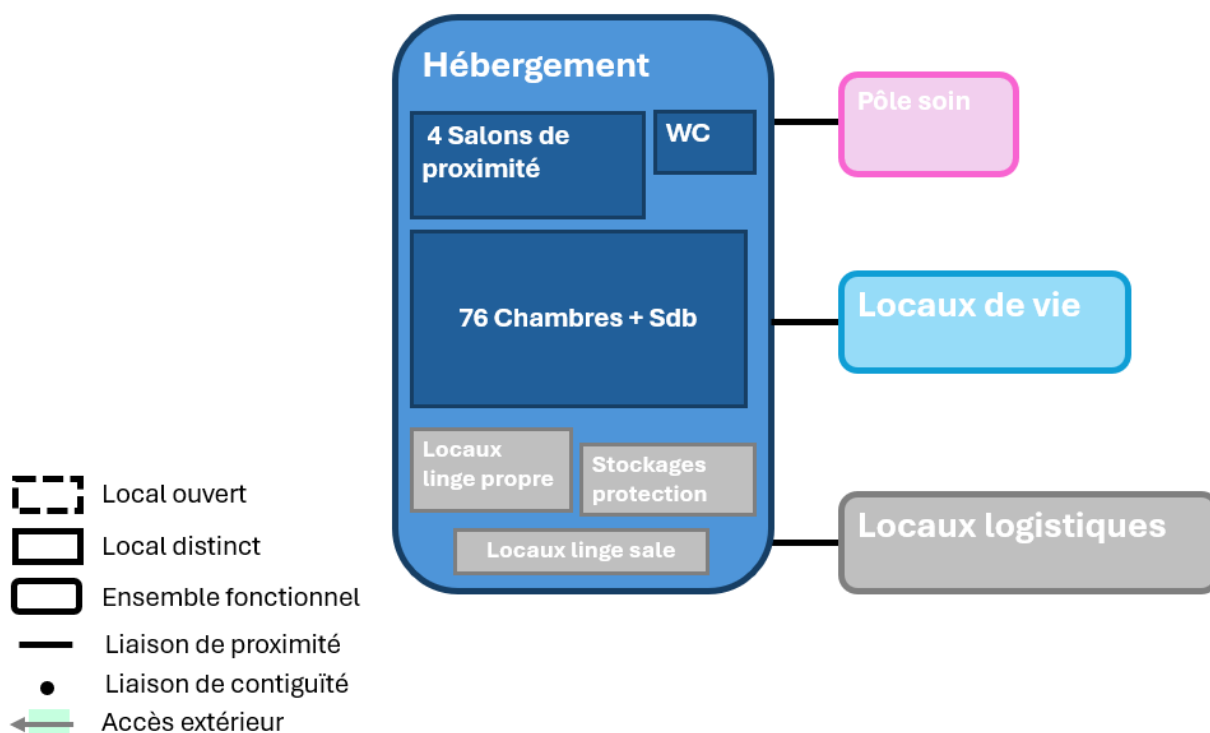 Hébergement
4 Salons de
proximité
WC
76 Chambres + Sdb
Locaux
linge propre
Stockages
protection
Locaux linge sale
Pôle soin
Locaux de vie
Locaux logistiques
Local ouvert
Local distinct
Ensemble fonctionnel
Liaison de proximité
Liaison de contiguïté
Accès extérieur